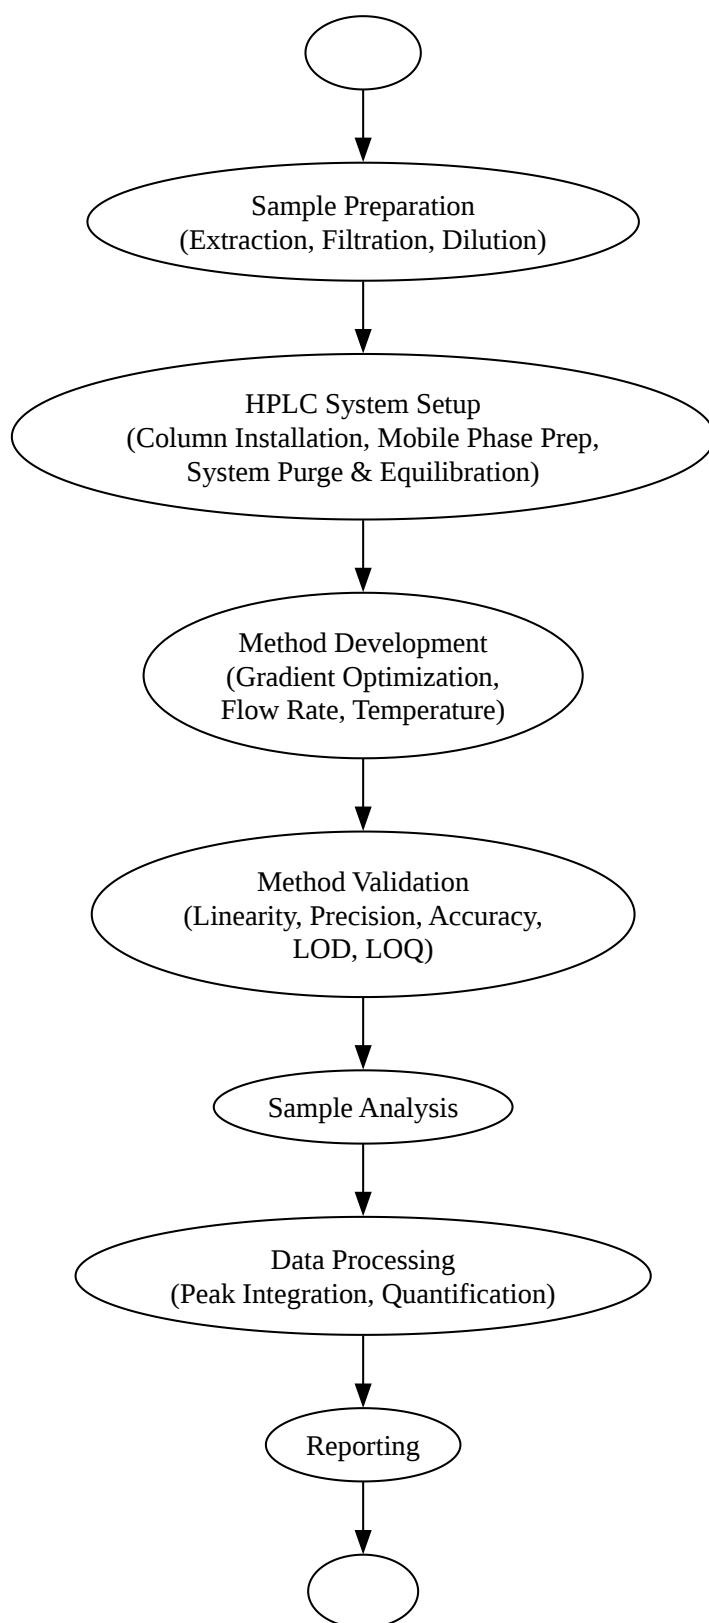 Sample Preparation
(Extraction, Filtration, Dilution)
HPLC System Setup
(Column Installation, Mobile Phase Prep,
System Purge & Equilibration)
Method Development
(Gradient Optimization,
Flow Rate, Temperature)
Method Validation
(Linearity, Precision, Accuracy,
LOD, LOQ)
Sample Analysis
Data Processing
(Peak Integration, Quantification)
Reporting